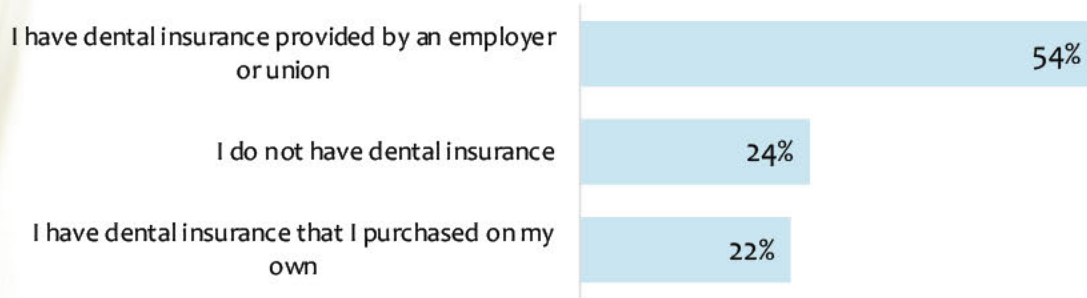 I have dental insurance provided by an employer
or union
54%
I do not have dental insurance
24%
I have dental insurance that I purchased on my
own
22%